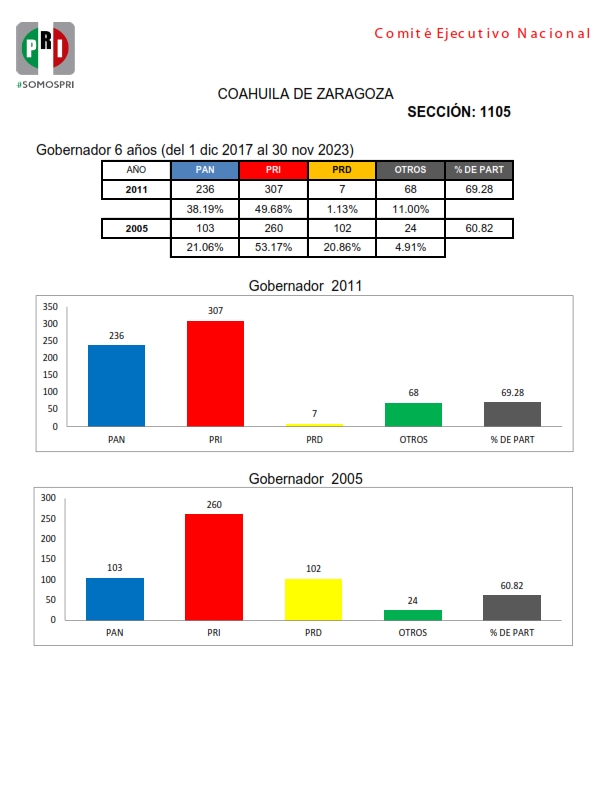 PRI
#SOMOSPRI
Comité Ejecutivo Nacional
COAHUILA DE ZARAGOZA
SECCIÓN: 1105
Gobernador 6 años (del 1 dic 2017 al 30 nov 2023)
AÑO PAN PRI PRD OTROS % DE PART
2011 236 307 7 68 69.28
38.19% 49.68% 1.13% 11.00%
2005 103 260 102 24 60.82
21.06% 53.17% 20.86% 4.91%
Gobernador 2011
350
300
250
200
150
100
50
0
236 307 7 68 69.28
PAN PRI PRD OTROS % DE PART
Gobernador 2005
300
250
200
150
100
50
0
103 260 102 24 60.82
PAN PRI PRD OTROS % DE PART